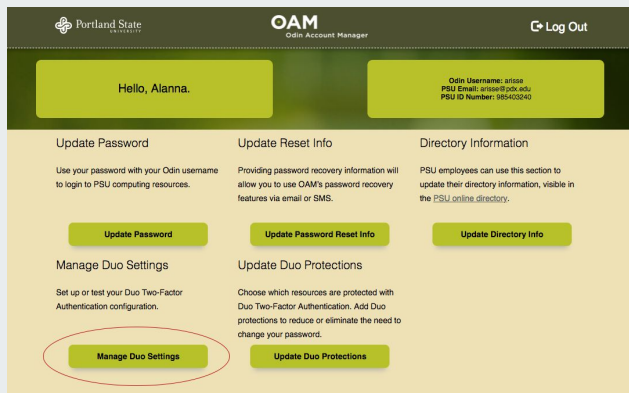 Portland State
UNIVERSITY
OAM
Odin Account Manager
Log Out
Hello, Alanna.
Odin Username: arisse
PSU Email: arisse@pdx.edu
PSU ID Number: 985403240
Update Password
Use your password with your Odin username
to login to PSU computing resources.
Update Password
Update Reset Info
Providing password recovery information will
allow you to use OAM's password recovery
features via email or SMS.
Update Password Reset Info
Directory Information
PSU employees can use this section to
update their directory information, visible in
the PSU online directory.
Update Directory Info
Manage Duo Settings
Set up or test your Duo Two-Factor
Authentication configuration.
Manage Duo Settings
Update Duo Protections
Choose which resources are protected with
Duo Two-Factor Authentication. Add Duo
protections to reduce or eliminate the need to
change your password.
Update Duo Protections